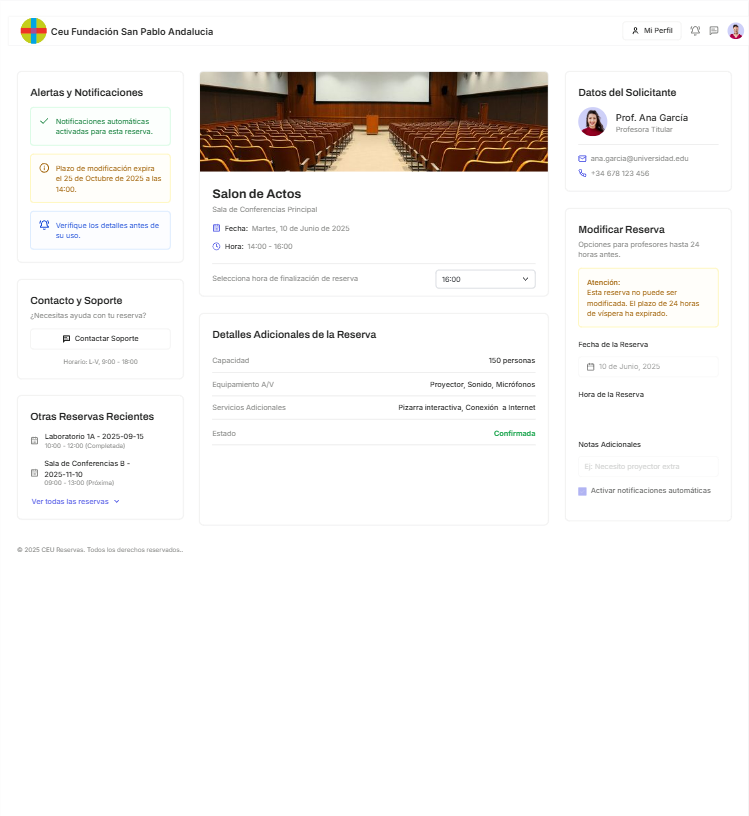 Ceu Fundación San Pablo Andalucia
Mi Perfil
Alertas y Notificaciones
Notificaciones automáticas
activadas para esta reserva.
Plazo de modificación expira
el 25 de Octubre de 2025 a las
14:00.
Verifique los detalles antes de
su uso.
Contacto y Soporte
¿Necesitas ayuda con tu reserva?
Contactar Soporte
Horario: L-V, 9:00 - 18:00
Otras Reservas Recientes
Laboratorio 1A - 2025-09-15
10:00 - 12:00 (Completada)
Sala de Conferencias B -
2025-11-10
09:00 - 13:00 (Próxima)
Ver todas las reservas
Salon de Actos
Sala de Conferencias Principal
Fecha: Martes, 10 de Junio de 2025
Hora: 14:00 - 16:00
Selecciona hora de finalización de reserva
16:00
Detalles Adicionales de la Reserva
Capacidad 150 personas
Equipamiento A/V Proyector, Sonido, Micrófonos
Servicios Adicionales Pizarra interactiva, Conexión a Internet
Estado Confirmada
Datos del Solicitante
Prof. Ana García
Profesora Titular
ana.garcia@universidad.edu
+34 678 123 456
Modificar Reserva
Opciones para profesores hasta 24
horas antes.
Atención:
Esta reserva no puede ser
modificada. El plazo de 24 horas
de víspera ha expirado.
Fecha de la Reserva
10 de Junio, 2025
Hora de la Reserva
Notas Adicionales
Ej: Necesito proyector extra
Activar notificaciones automáticas
© 2025 CEU Reservas. Todos los derechos reservados..